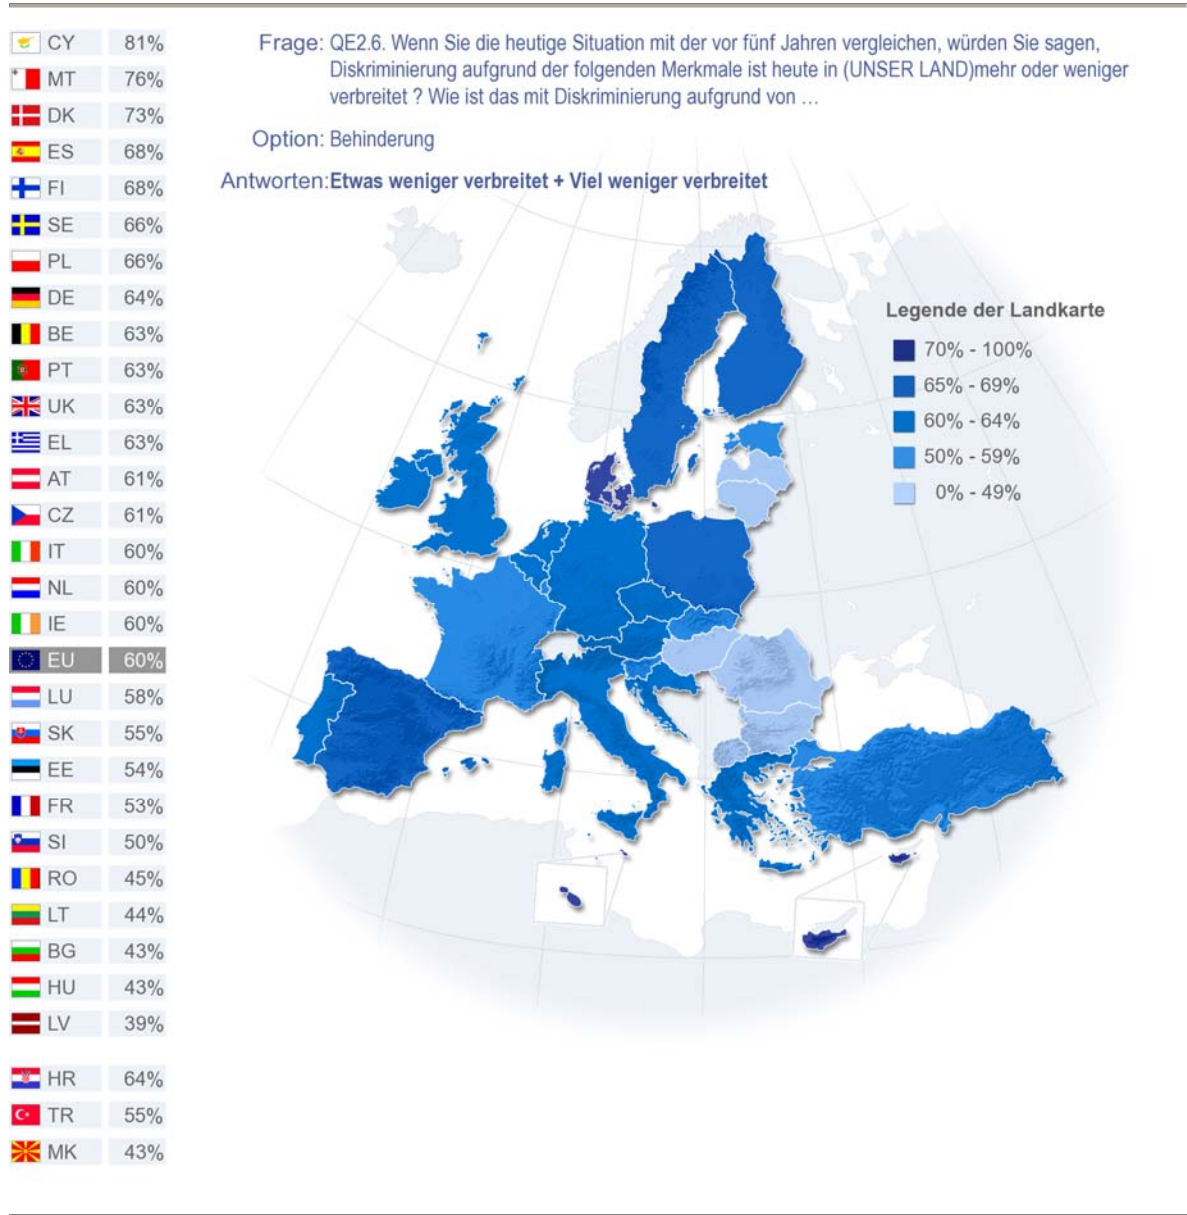 CY 81%
MT 76%
DK 73%
ES 68%
FI 68%
SE 66%
PL 66%
DE 64%
BE 63%
PT 63%
UK 63%
EL 63%
AT 61%
CZ 61%
IT 60%
NL 60%
IE 60%
EU 60%
LU 58%
SK 55%
EE 54%
FR 53%
SI 50%
RO 45%
LT 44%
BG 43%
HU 43%
LV 39%
HR 64%
TR 55%
MK 43%
Frage: QE2.6. Wenn Sie die heutige Situation mit der vor fünf Jahren vergleichen, würden Sie sagen,
Diskriminierung aufgrund der folgenden Merkmale ist heute in (UNSER LAND)mehr oder weniger
verbreitet ? Wie ist das mit Diskriminierung aufgrund von ...
Option: Behinderung
Antworten:Etwas weniger verbreitet + Viel weniger verbreitet
Legende der Landkarte
70% - 100%
65% - 69%
60% - 64%
50% - 59%
0% - 49%